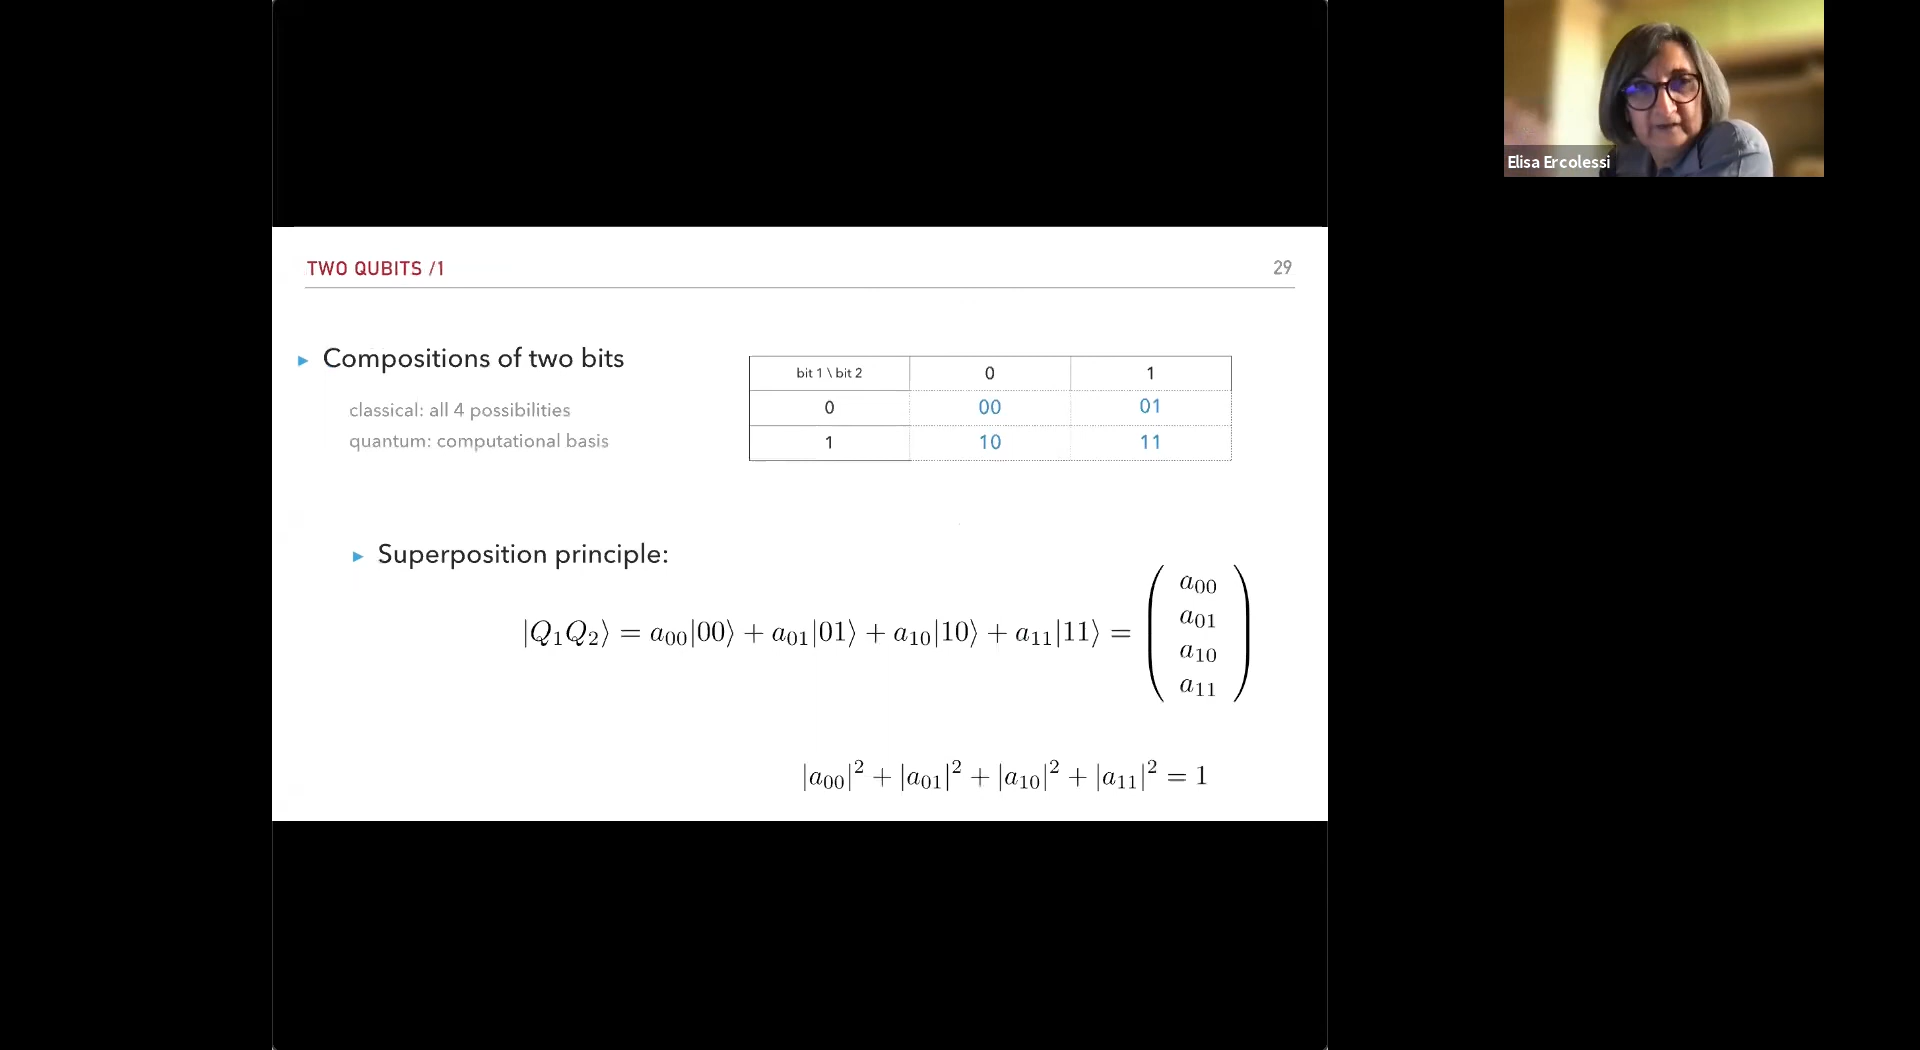 Elisa Ercolessi
TWO QUBITS /1
29
▸ Compositions of two bits
classical: all 4 possibilities
quantum: computational basis
bit 1 \ bit 2 0 1
0 00 01
1 10 11
▸ Superposition principle:
|Q₁Q₂⟩ = a₀₀|00⟩ + a₀₁|01⟩ + a₁₀|10⟩ + a₁₁|11⟩ =
a₀₀
a₀₁
a₁₀
a₁₁
|a₀₀|² + |a₀₁|² + |a₁₀|² + |a₁₁|² = 1